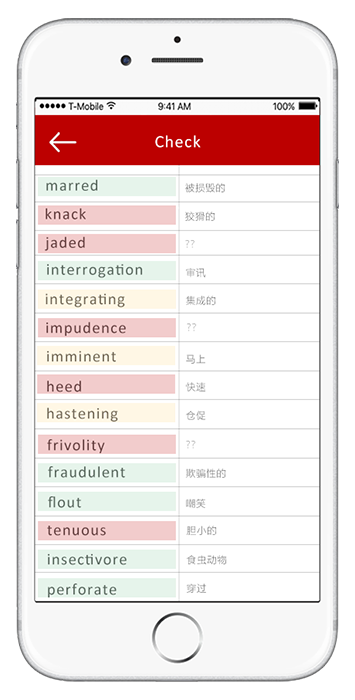 ●●●●● T-Mobile 9:41 AM 100%
Check
marred 被损毁的
knack 狡猾的
jaded ??
interrogation 审讯
integrating 集成的
impudence ??
imminent 马上
heed 快速
hastening 仓促
frivolity ??
fraudulent 欺骗性的
flout 嘲笑
tenuous 胆小的
insectivore 食虫动物
perforate 穿过